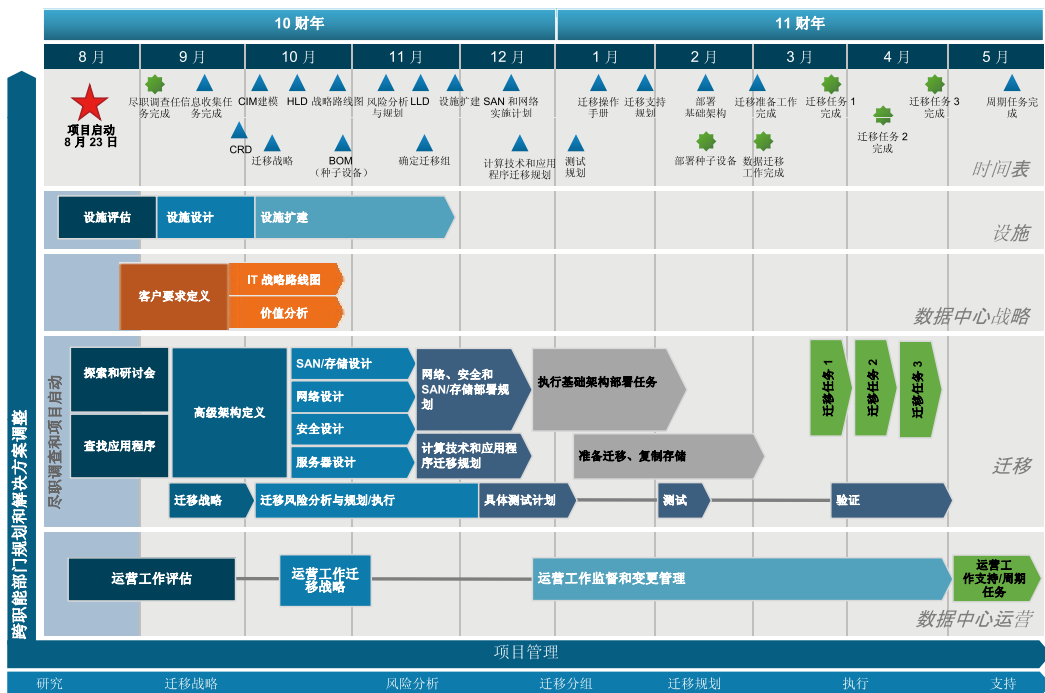 10 财年
11 财年
8 月
9 月
10 月
11 月
12 月
1 月
2 月
3 月
4 月
5 月
项目启动
8 月 23 日
尽职调查任
务完成
信息收集任
务完成
CIM建模
HLD
战略路线图
风险分析
与规划
LLD
设施扩建
SAN 和网络
实施计划
迁移操作
手册
迁移支持
规划
部署
基础架构
迁移准备工作
完成
迁移任务 1
完成
迁移任务 2
完成
迁移任务 3
完成
周期任务完
成
CRD
迁移战略
BOM
（种子设备）
确定迁移组
计算技术和应用
程序迁移规划
测试
规划
部署种子设备
数据迁移
工作完成
时间表
设施评估
设施设计
设施扩建
设施
客户要求定义
IT 战略路线图
价值分析
数据中心战略
尽职调查和项目启动
探索和研讨会
查找应用程序
高级架构定义
SAN/存储设计
网络设计
安全设计
服务器设计
网络、安全和
SAN/存储部署规
划
计算技术和应用程
序迁移规划
执行基础架构部署任务
准备迁移、复制存储
迁移任务 1
迁移任务 2
迁移任务 3
迁移
迁移战略
迁移风险分析与规划/执行
具体测试计划
测试
验证
运营工作评估
运营工作迁
移战略
运营工作监督和变更管理
运营工
作支持/周期
任务
数据中心运营
跨职能部门规划和解决方案调整
项目管理
研究
迁移战略
风险分析
迁移分组
迁移规划
执行
支持